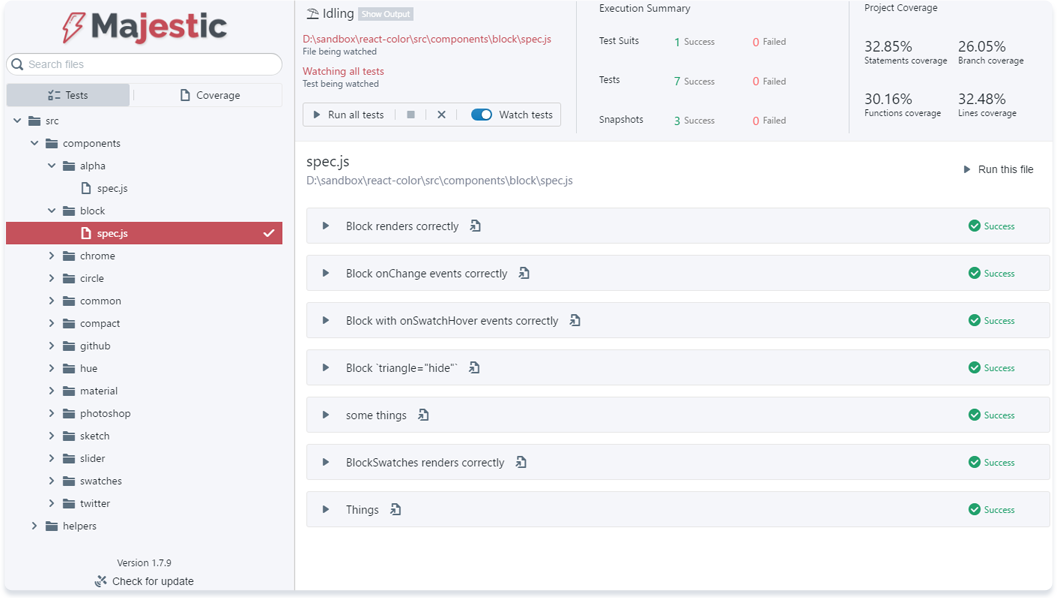 Majestic
Search files
Tests
Coverage
src
components
alpha
spec.js
block
spec.js
chrome
circle
common
compact
github
hue
material
photoshop
sketch
slider
swatches
twitter
helpers
Version 1.7.9
Check for update
Idling Show Output
D:\sandbox\react-color\src\components\block\spec.js
File being watched
Watching all tests
Test being watched
Run all tests
Watch tests
Execution Summary
Test Suits 1 Success 0 Failed
Tests 7 Success 0 Failed
Snapshots 3 Success 0 Failed
Project Coverage
32.85% 26.05%
Statements coverage Branch coverage
30.16% 32.48%
Functions coverage Lines coverage
spec.js
D:\sandbox\react-color\src\components\block\spec.js
Run this file
Block renders correctly Success
Block onChange events correctly Success
Block with onSwatchHover events correctly Success
Block `triangle="hide"` Success
some things Success
BlockSwatches renders correctly Success
Things Success